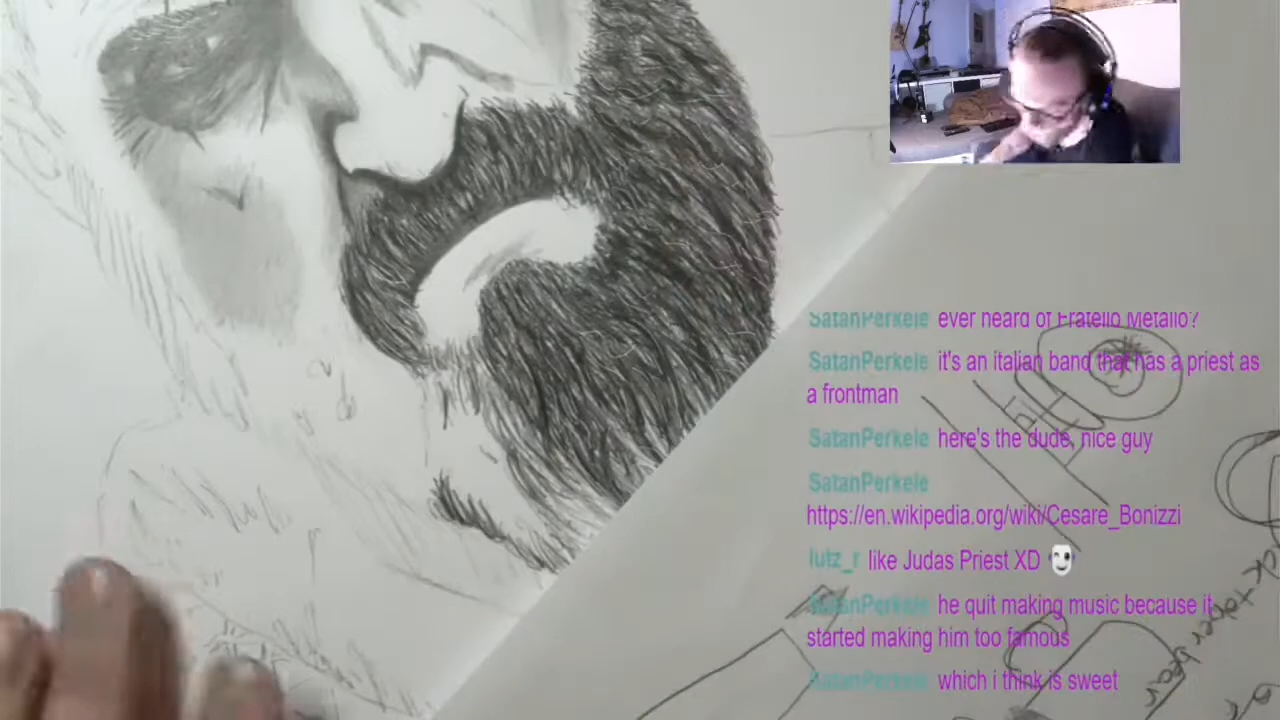 SatanPerkele ever heard of Fratello Metallo?
SatanPerkele it's an italian band that has a priest as
a frontman
SatanPerkele here's the dude, nice guy
SatanPerkele
https://en.wikipedia.org/wiki/Cesare_Bonizzi
lutz_r like Judas Priest XD
SatanPerkele he quit making music because it
started making him too famous
SatanPerkele which i think is sweet